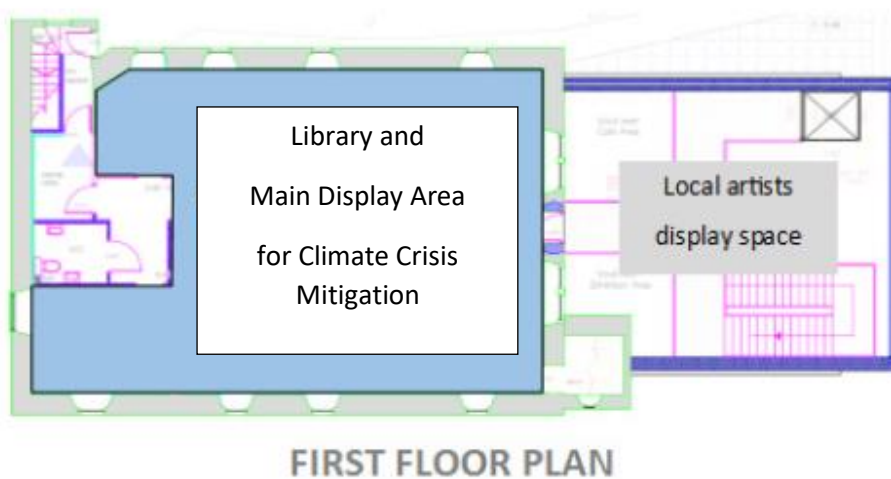 Library and
Main Display Area
for Climate Crisis
Mitigation
Local artists
display space
FIRST FLOOR PLAN